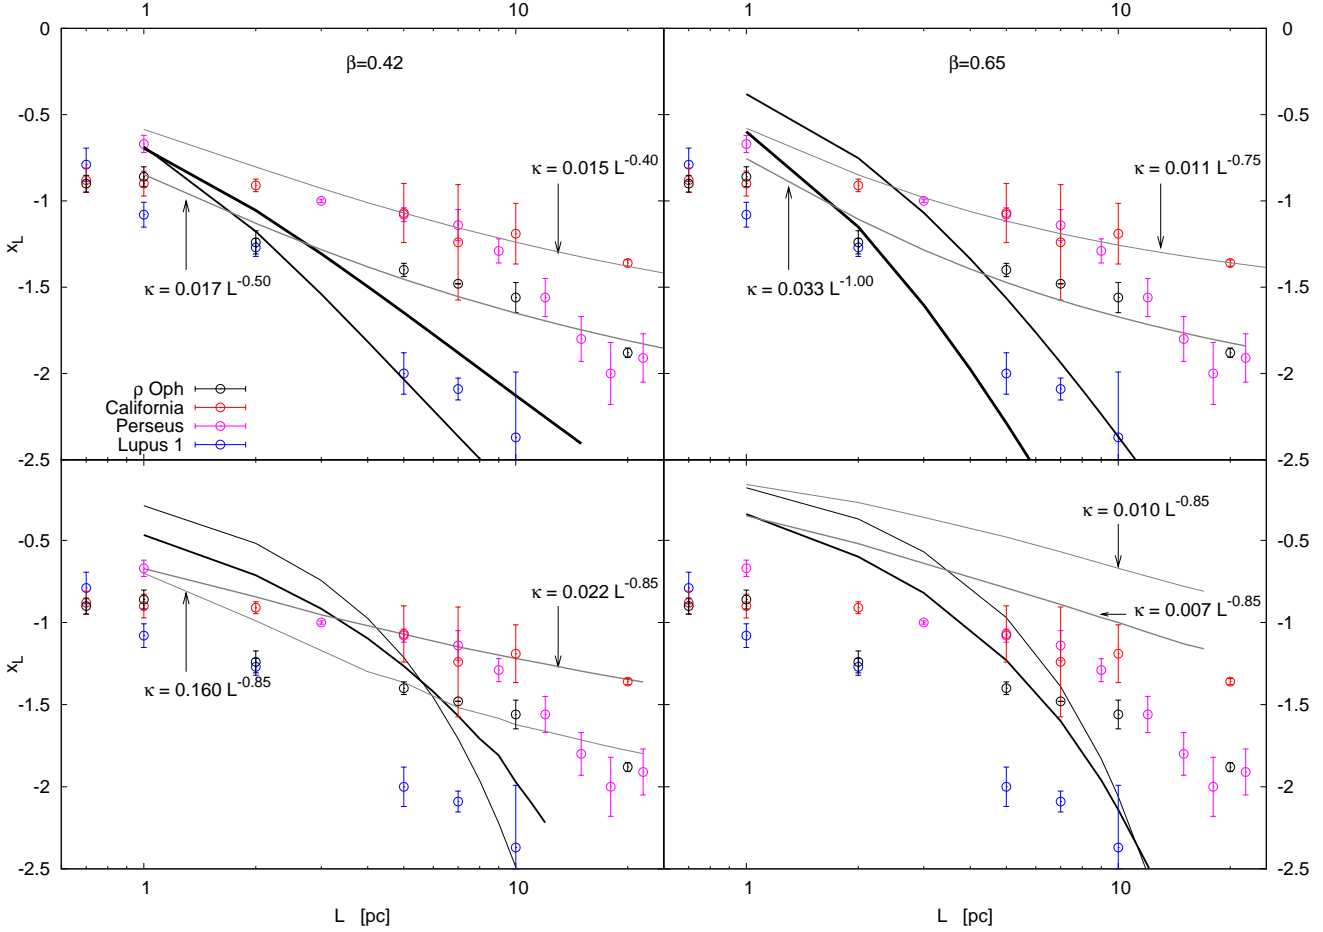 1 10 1 10
0 β=0.42 β=0.65 0
-0.5 -0.5
κ = 0.015 L^-0.40 κ = 0.011 L^-0.75
-1 -1
x_L
κ = 0.017 L^-0.50 κ = 0.033 L^-1.00
-1.5 -1.5
-2 -2
ρ Oph
California
Perseus
Lupus 1
-2.5 -2.5
κ = 0.010 L^-0.85
-0.5 -0.5
κ = 0.022 L^-0.85 κ = 0.007 L^-0.85
-1 -1
x_L
κ = 0.160 L^-0.85
-1.5 -1.5
-2 -2
-2.5 -2.5
1 10 1 10
L [pc] L [pc]